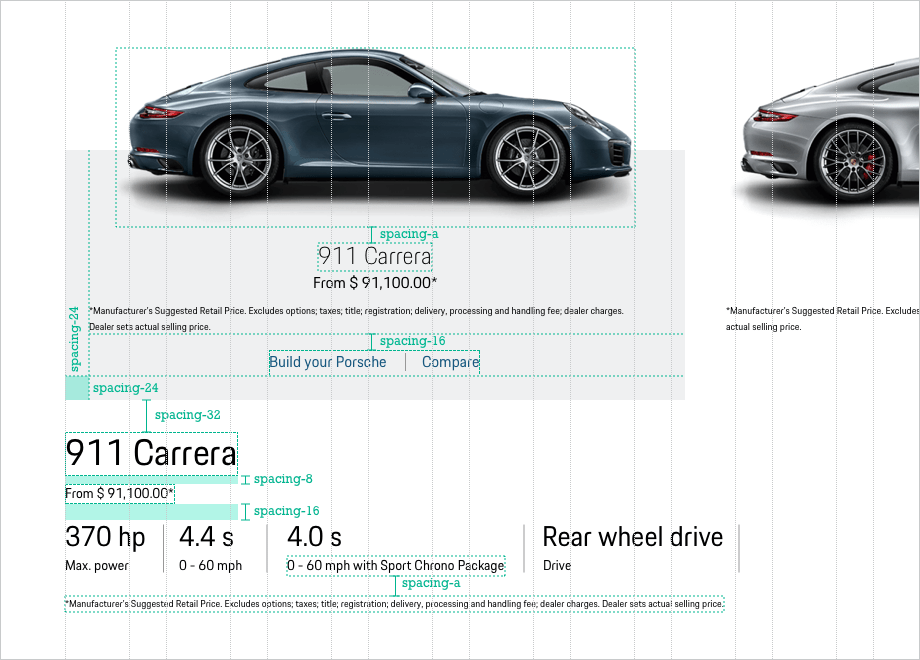 spacing-a
911 Carrera
From $ 91,100.00*
spacing-24
*Manufacturer's Suggested Retail Price. Excludes options; taxes; title; registration; delivery, processing and handling fee; dealer charges.
Dealer sets actual selling price.
*Manufacturer's Suggested Retail Price. Excludes
actual selling price.
spacing-16
Build your Porsche
Compare
spacing-24
spacing-32
911 Carrera
spacing-8
From $ 91,100.00*
spacing-16
370 hp
Max. power
4.4 s
0 - 60 mph
4.0 s
0 - 60 mph with Sport Chrono Package
Rear wheel drive
Drive
spacing-a
*Manufacturer's Suggested Retail Price. Excludes options; taxes; title; registration; delivery, processing and handling fee; dealer charges. Dealer sets actual selling price.